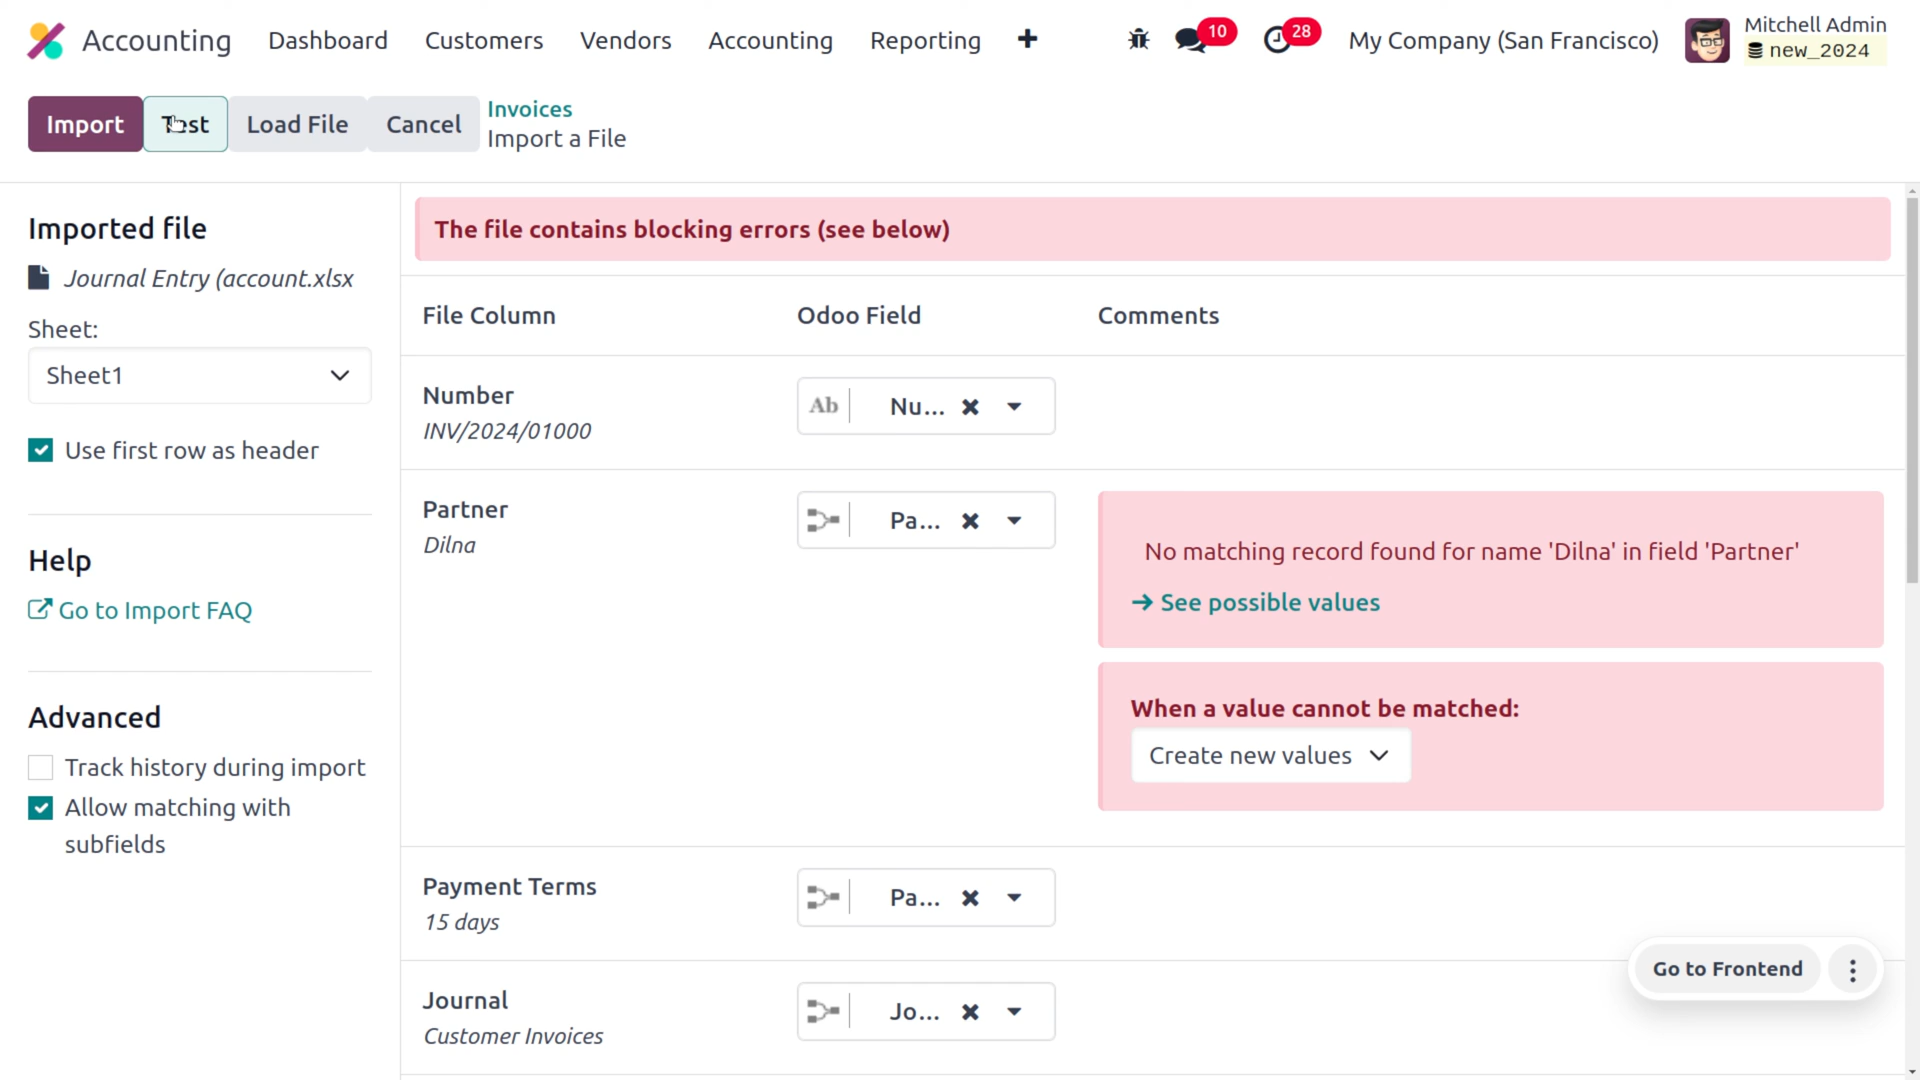 Accounting Dashboard Customers Vendors Accounting Reporting 10 28 My Company (San Francisco) Mitchell Admin
new_2024
Import Test Load File Cancel Invoices
Import a File
Imported file
Journal Entry (account.xlsx
Sheet:
Sheet1
Use first row as header
Help
Go to Import FAQ
Advanced
Track history during import
Allow matching with
subfields
The file contains blocking errors (see below)
File Column Odoo Field Comments
Number
INV/2024/01000
Ab Nu...
Partner
Dilna
Pa...
No matching record found for name 'Dilna' in field 'Partner'
See possible values
When a value cannot be matched:
Create new values
Payment Terms
15 days
Pa...
Journal
Customer Invoices
Jo...
Go to Frontend